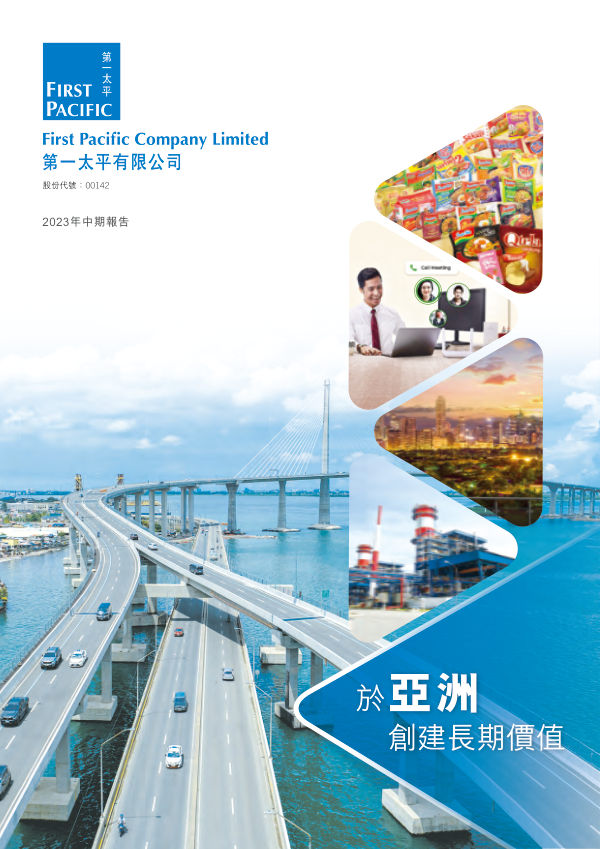 第一太平
FIRST
PACIFIC
First Pacific Company Limited
第一太平有限公司
股份代號：00142
2023年中期報告
Call Meeting
於亞洲
創建長期價值